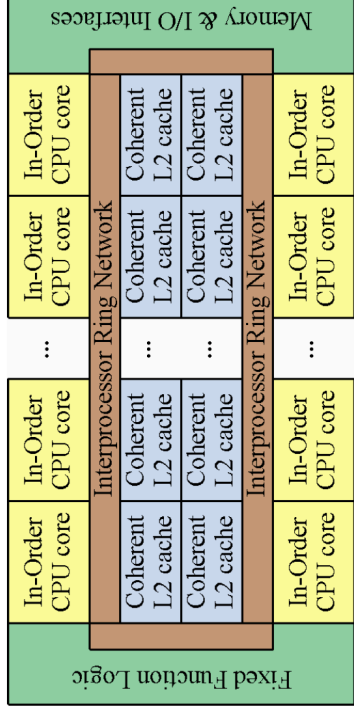 Fixed Function Logic
In-Order
CPU core
In-Order
CPU core
...
In-Order
CPU core
In-Order
CPU core
Interprocessor Ring Network
Coherent
L2 cache
Coherent
L2 cache
...
Coherent
L2 cache
Coherent
L2 cache
Coherent
L2 cache
Coherent
L2 cache
...
Coherent
L2 cache
Coherent
L2 cache
Interprocessor Ring Network
In-Order
CPU core
In-Order
CPU core
...
In-Order
CPU core
In-Order
CPU core
Memory & I/O Interfaces